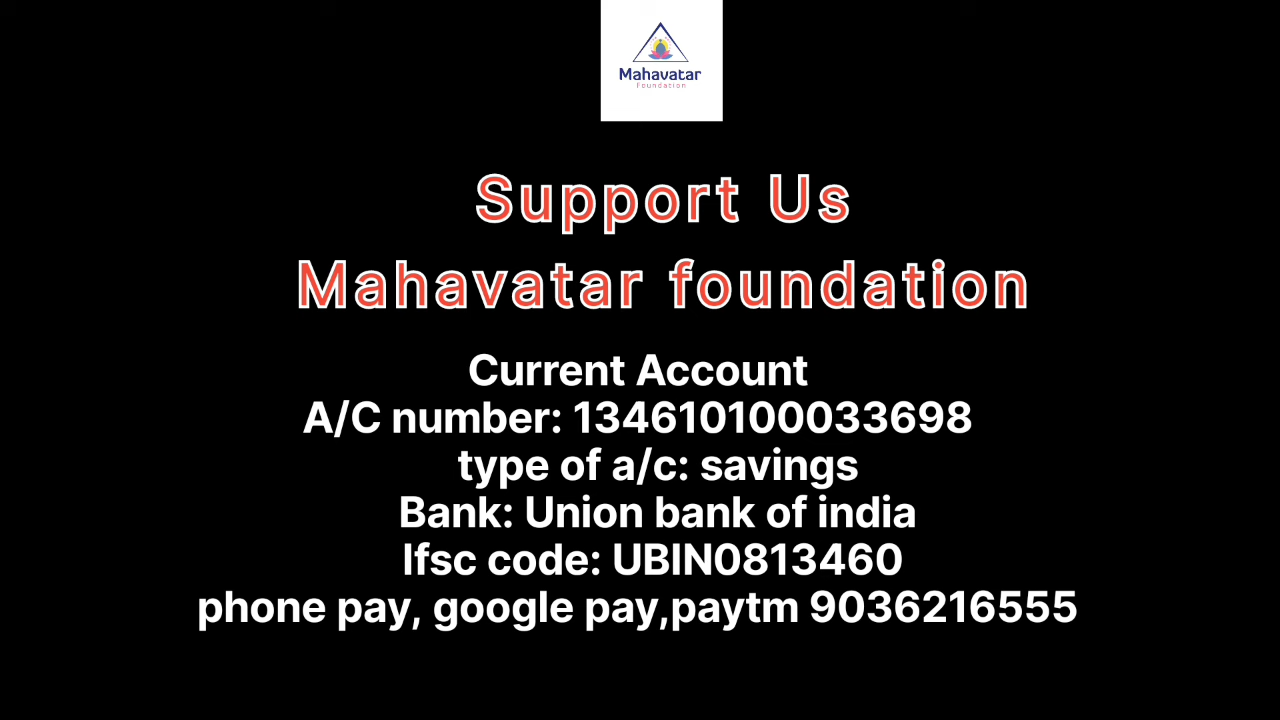 Mahavatar
Foundation
Support Us
Mahavatar foundation
Current Account
A/C number: 134610100033698
type of a/c: savings
Bank: Union bank of india
Ifsc code: UBIN0813460
phone pay, google pay,paytm 9036216555